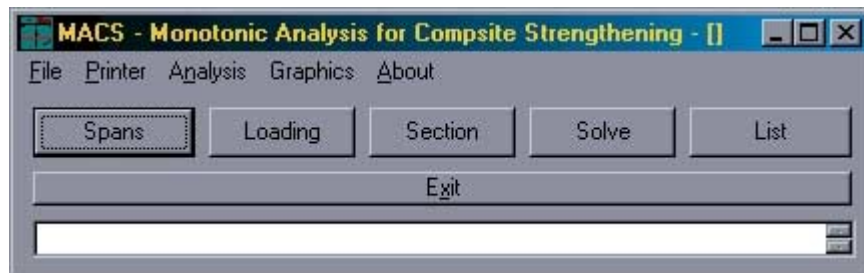 MACS - Monotonic Analysis for Compsite Strengthening - []
File Printer Analysis Graphics About
Spans Loading Section Solve List
Exit